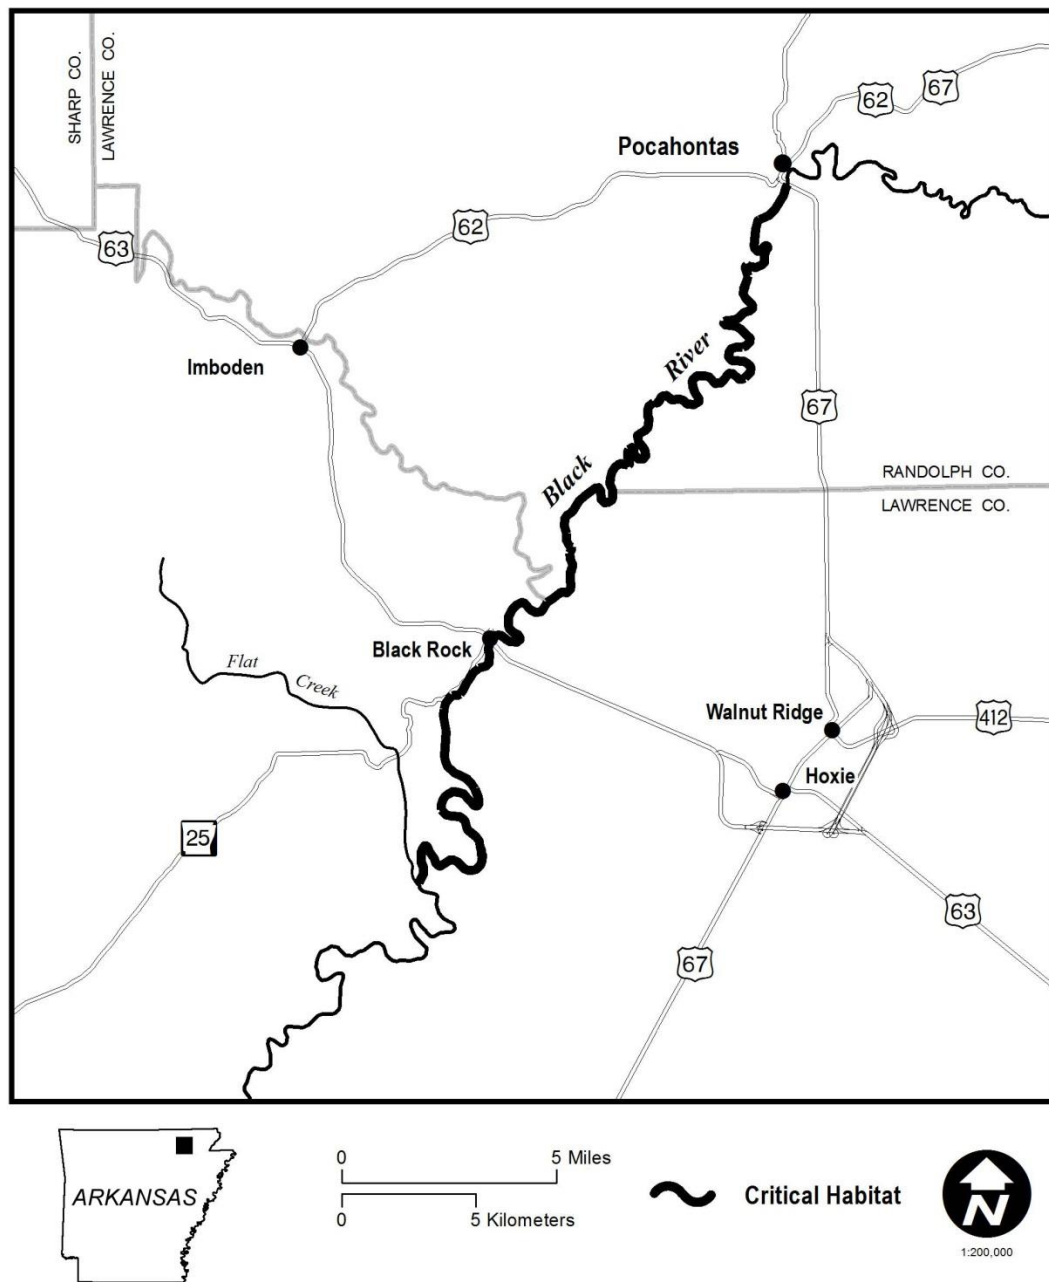 SHARP CO.
LAWRENCE CO.
67
62
Pocahontas
62
63
Imboden
River
67
Black
RANDOLPH CO.
LAWRENCE CO.
Black Rock
Flat
Creek
Walnut Ridge
412
Hoxie
25
63
67
ARKANSAS
0 5 Miles
0 5 Kilometers
Critical Habitat
N
1:200,000